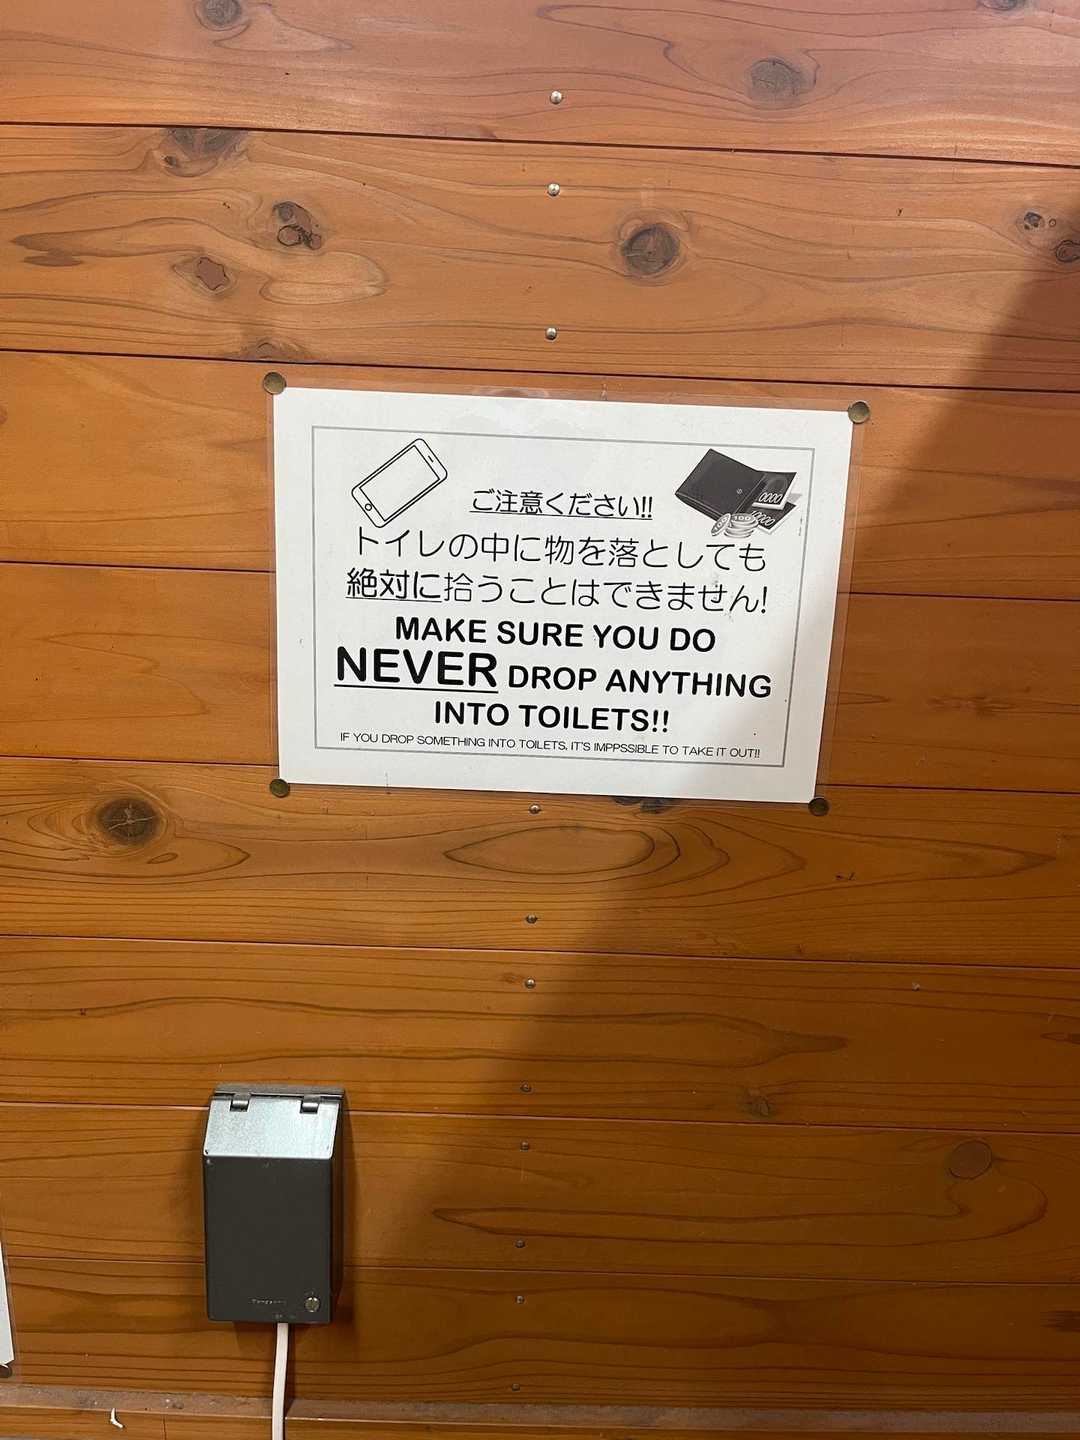 ご注意ください!!
トイレの中に物を落としても
絶対に拾うことはできません!
MAKE SURE YOU DO
NEVER DROP ANYTHING
INTO TOILETS!!
IF YOU DROP SOMETHING INTO TOILETS, IT'S IMPPSSIBLE TO TAKE IT OUT!!
Panasonic